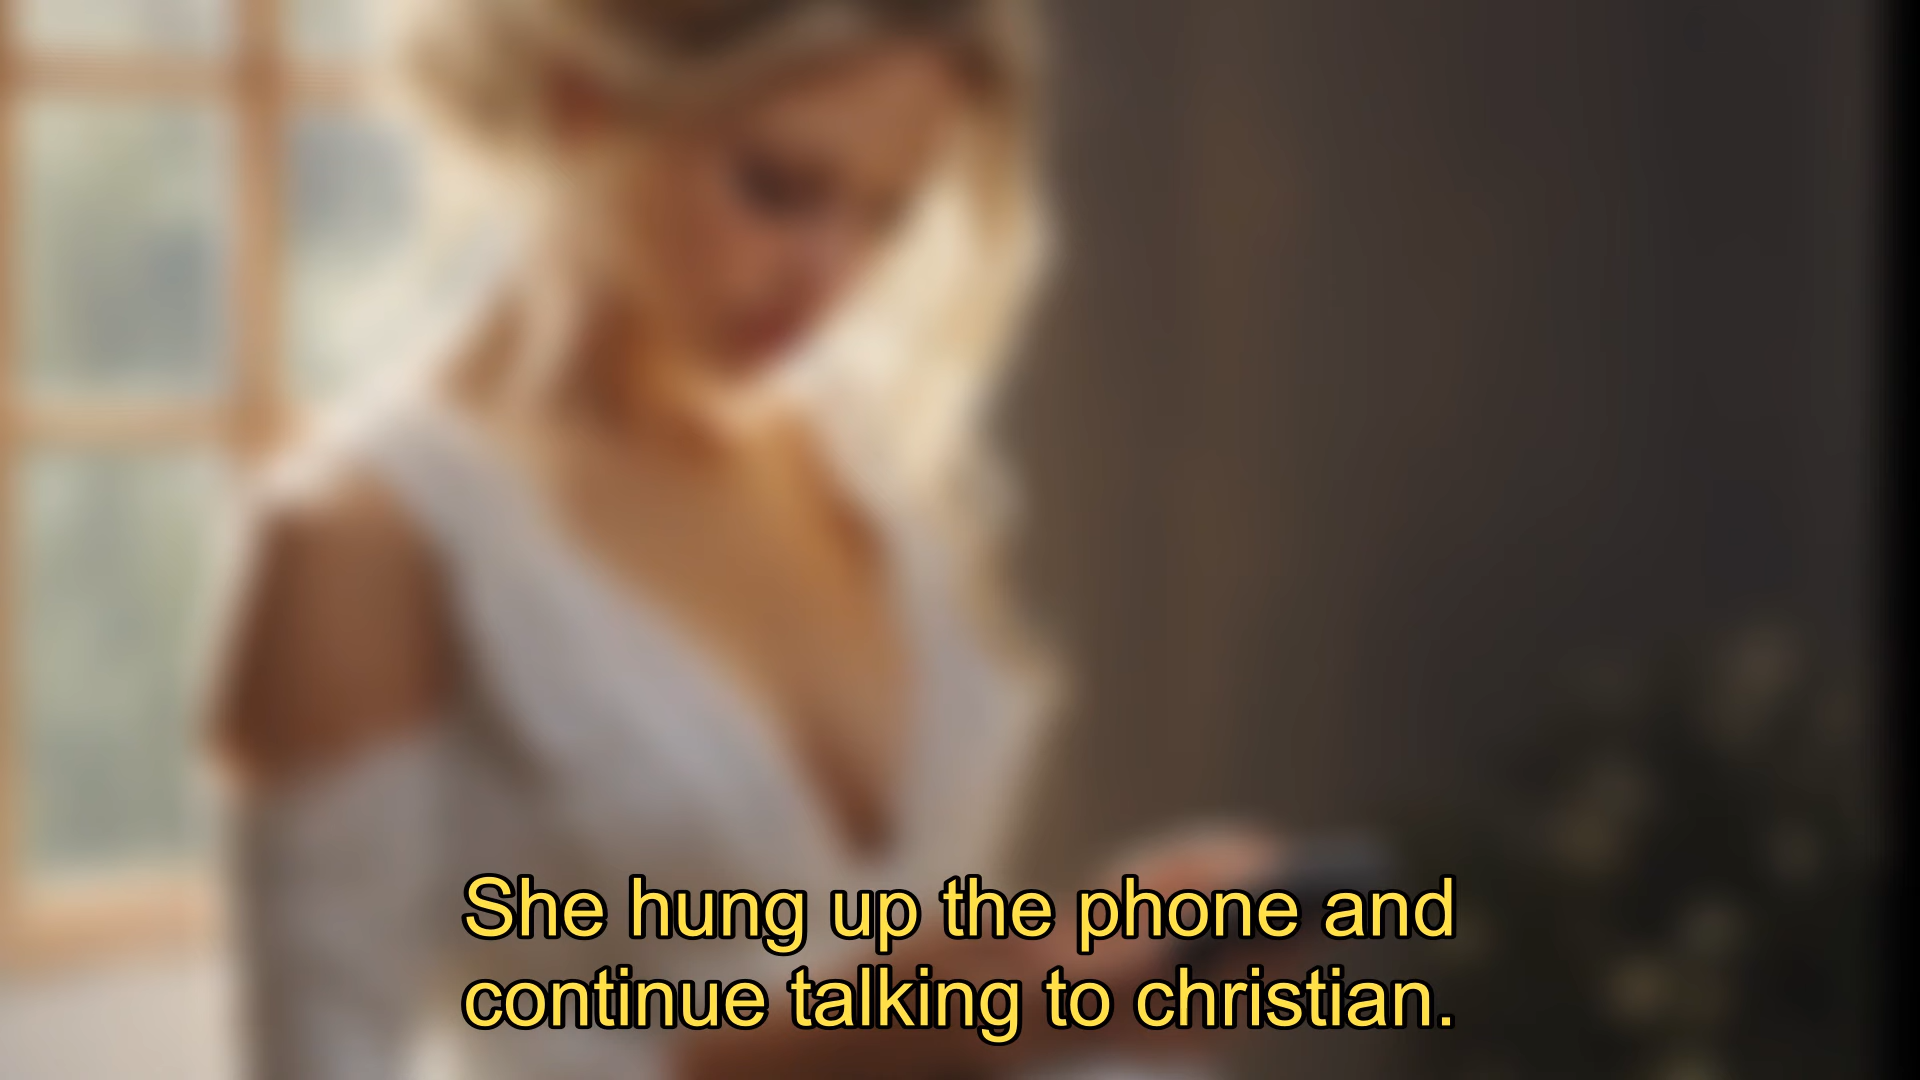 She hung up the phone and
continue talking to christian.